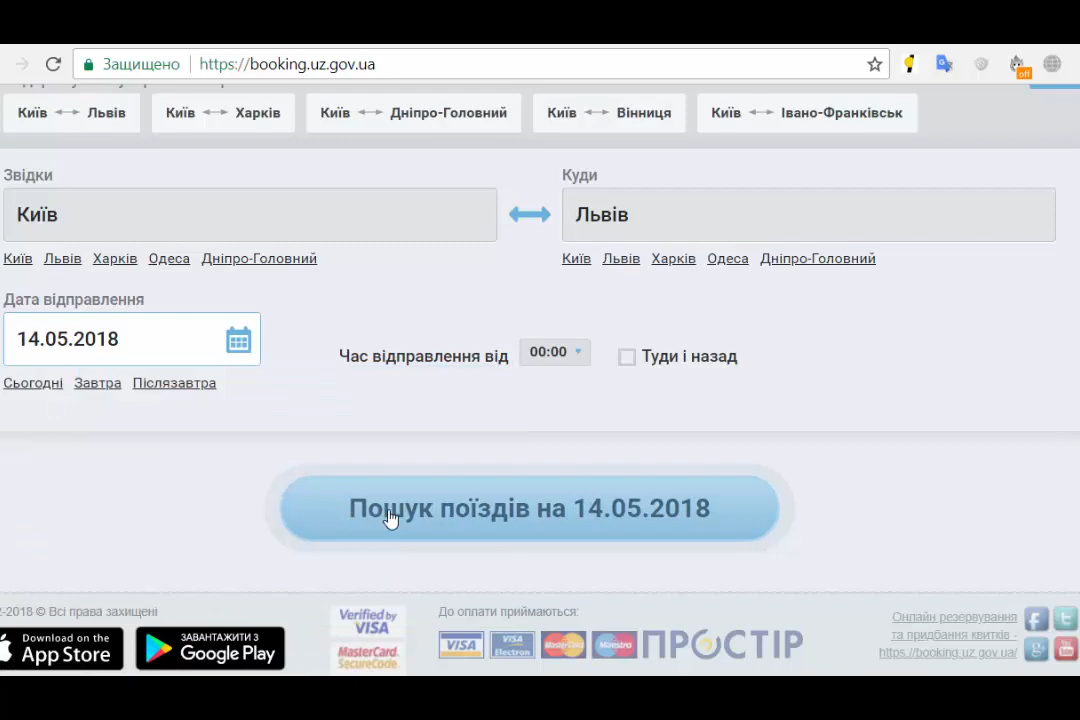 Защищено https://booking.uz.gov.ua
off
Київ Львів Київ Харків Київ Дніпро-Головний Київ Вінниця Київ Івано-Франківськ
Звідки Куди
Київ Львів
Київ Львів Харків Одеса Дніпро-Головний Київ Львів Харків Одеса Дніпро-Головний
Дата відправлення
14.05.2018
Час відправлення від 00:00 Туди і назад
Сьогодні Завтра Післязавтра
Пошук поїздів на 14.05.2018
-2018 © Всі права захищені
Download on the
App Store
ЗАВАНТАЖИТИ З
Google Play
Verified by
VISA
MasterCard.
SecureCode.
До оплати приймаються:
VISA VISA Electron MasterCard Maestro ПРОСТІР
Онлайн резервування
та придбання квитків -
https://booking.uz.gov.ua/